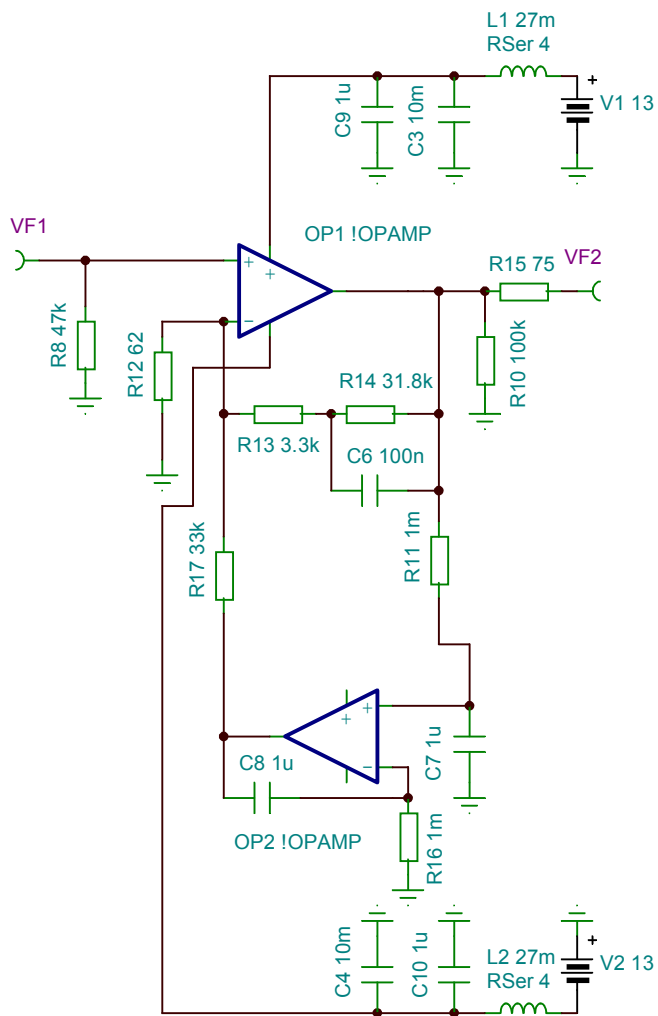 L1 27m
RSer 4
C9 1u
C3 10m
+
V1 13
VF1
OP1 !OPAMP
+
+
−
R15 75
VF2
R8 47k
R12 62
R10 100k
R14 31.8k
R13 3.3k
C6 100n
R17 33k
R11 1m
+
+
−
C8 1u
C7 1u
OP2 !OPAMP
R16 1m
C4 10m
C10 1u
L2 27m
RSer 4
+
V2 13